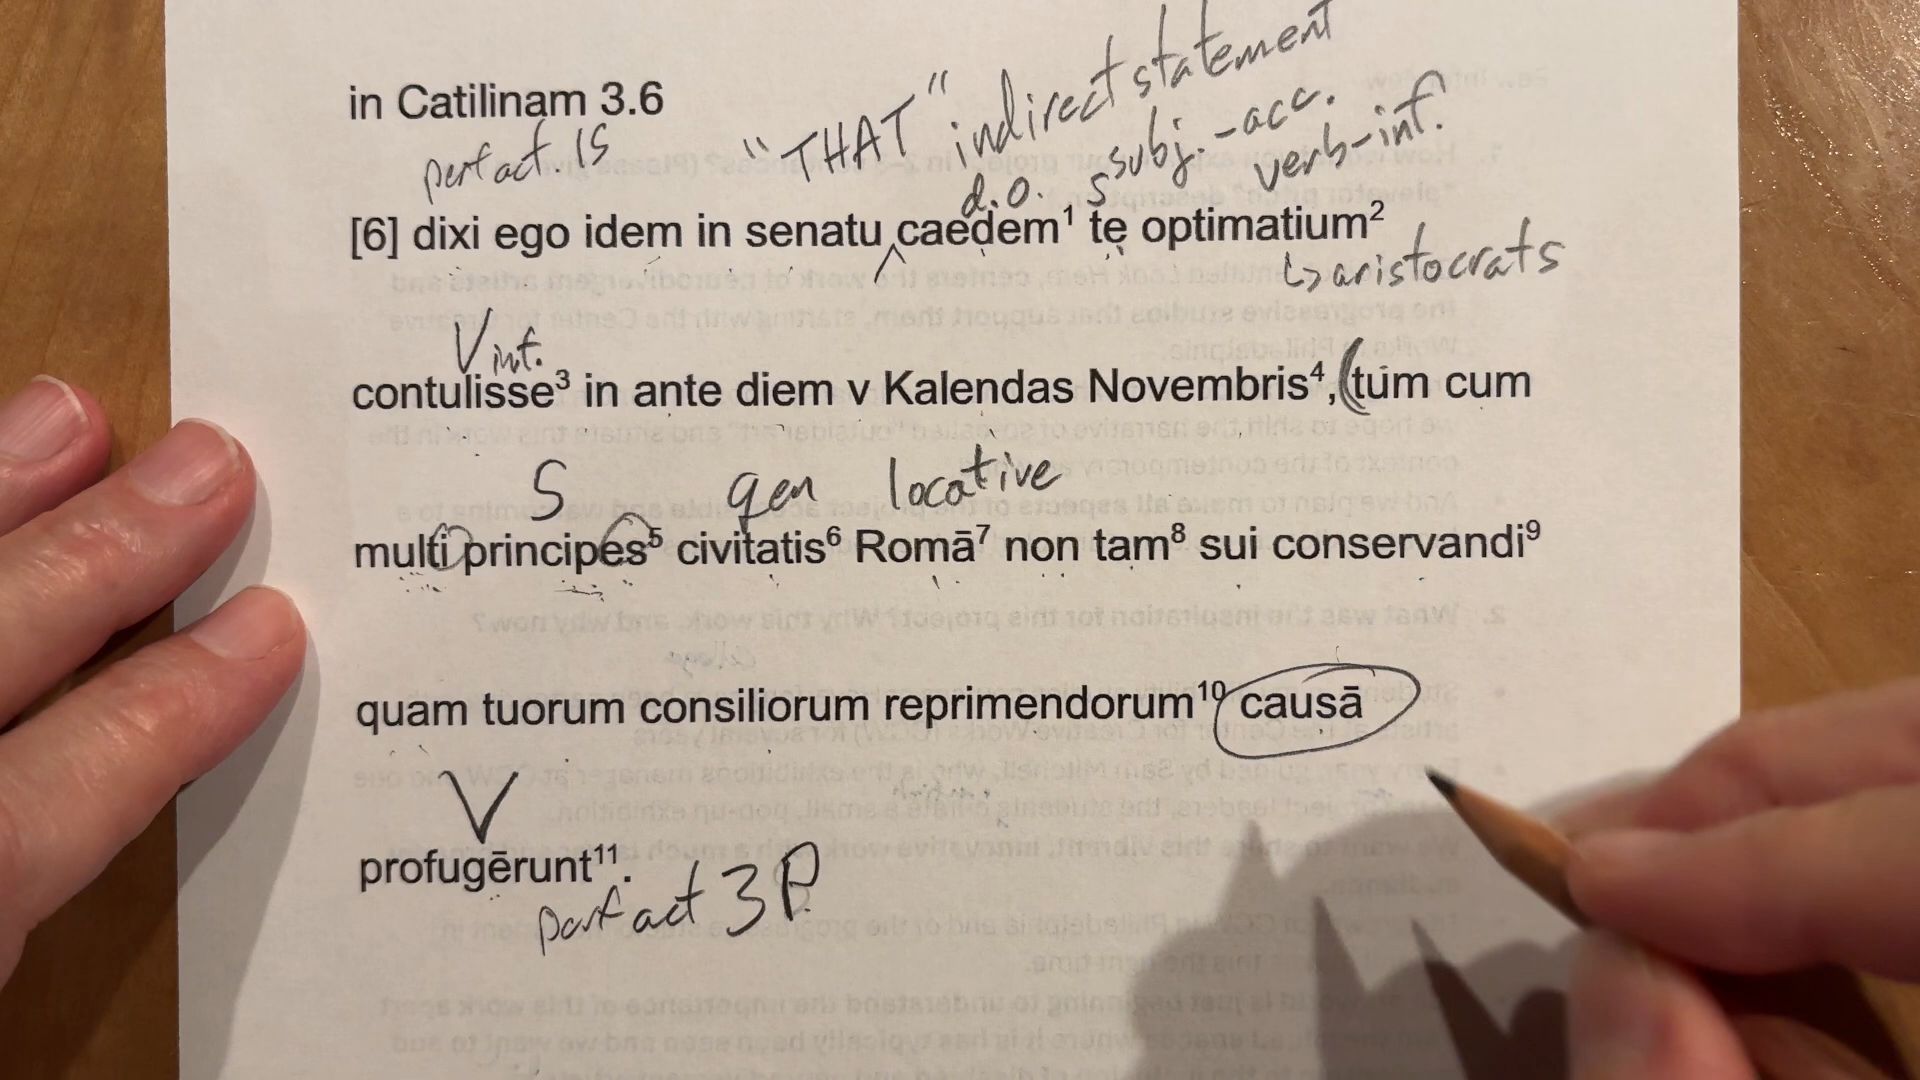 in Catilinam 3.6
"THAT" indirect statement
perf act. 1S
subj. - acc.
verb - inf.
d.o. S
[6] dixi ego idem in senatu caedem¹ te optimatium²
↳ aristocrats
V inf.
contulisse³ in ante diem v Kalendas Novembris⁴, (tum cum
S gen locative
multi principes⁵ civitatis⁶ Romā⁷ non tam⁸ sui conservandi⁹
quam tuorum consiliorum reprimendorum¹⁰ causā
V
profugērunt¹¹.
perf act 3P